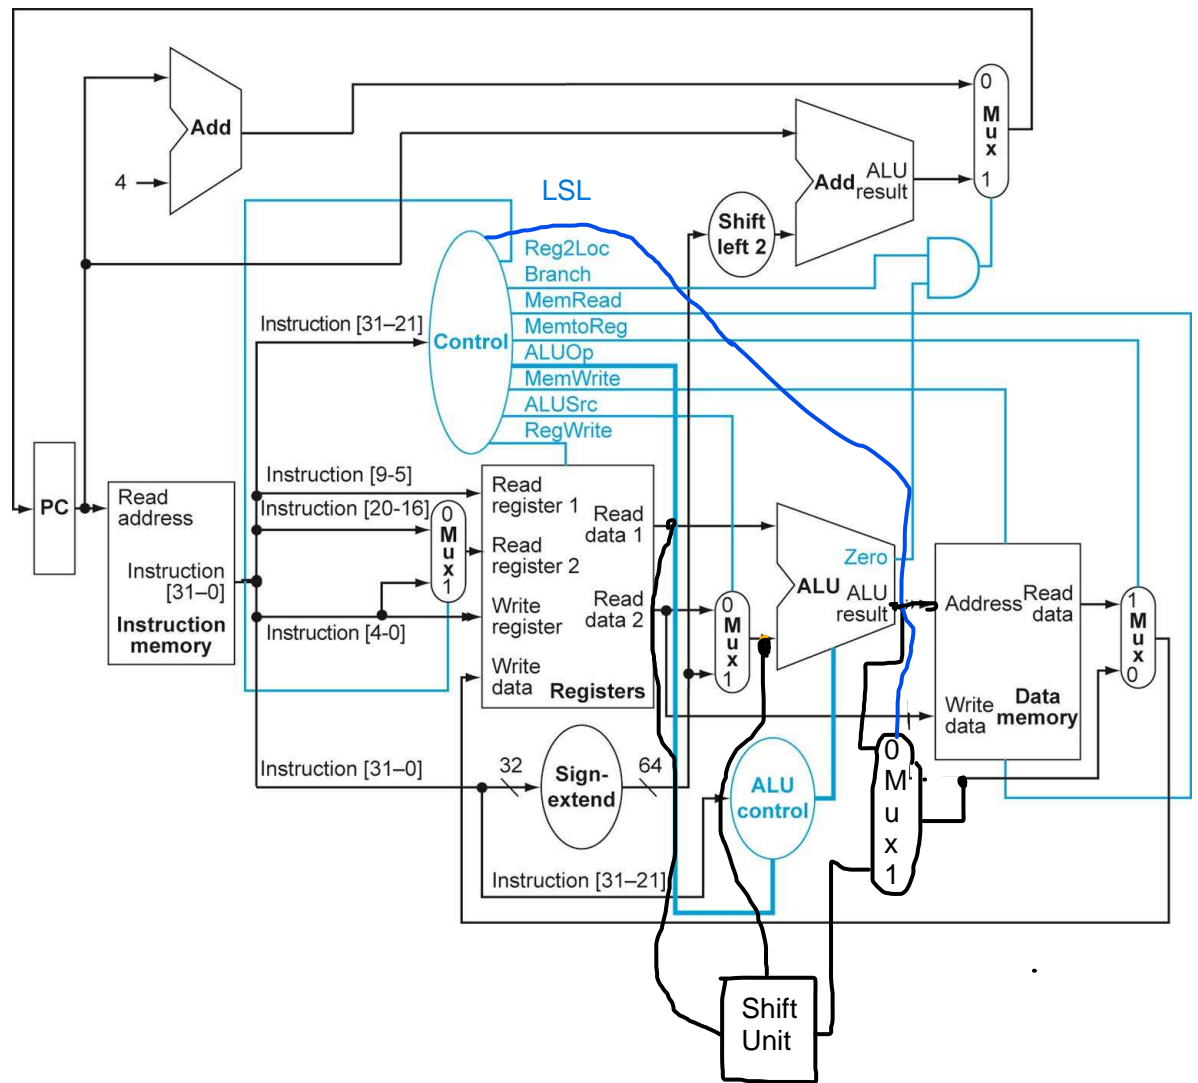 0
M
u
x
1
Add
4
Add ALU
result
LSL
Shift
left 2
Reg2Loc
Branch
MemRead
MemtoReg
ALUOp
MemWrite
ALUSrc
RegWrite
Instruction [31–21]
Control
PC
Read
address
Instruction
[31–0]
Instruction
memory
Instruction [9-5]
Instruction [20-16]
Instruction [4-0]
0
M
u
x
1
Read
register 1
Read
register 2
Write
register
Write
data
Read
data 1
Read
data 2
Registers
0
M
u
x
1
Zero
ALU ALU
result
Address
Read
data
Write
data
Data
memory
1
M
u
x
0
Instruction [31–0]
32
Sign-
extend
64
ALU
control
Instruction [31–21]
0
M
u
x
1
Shift
Unit